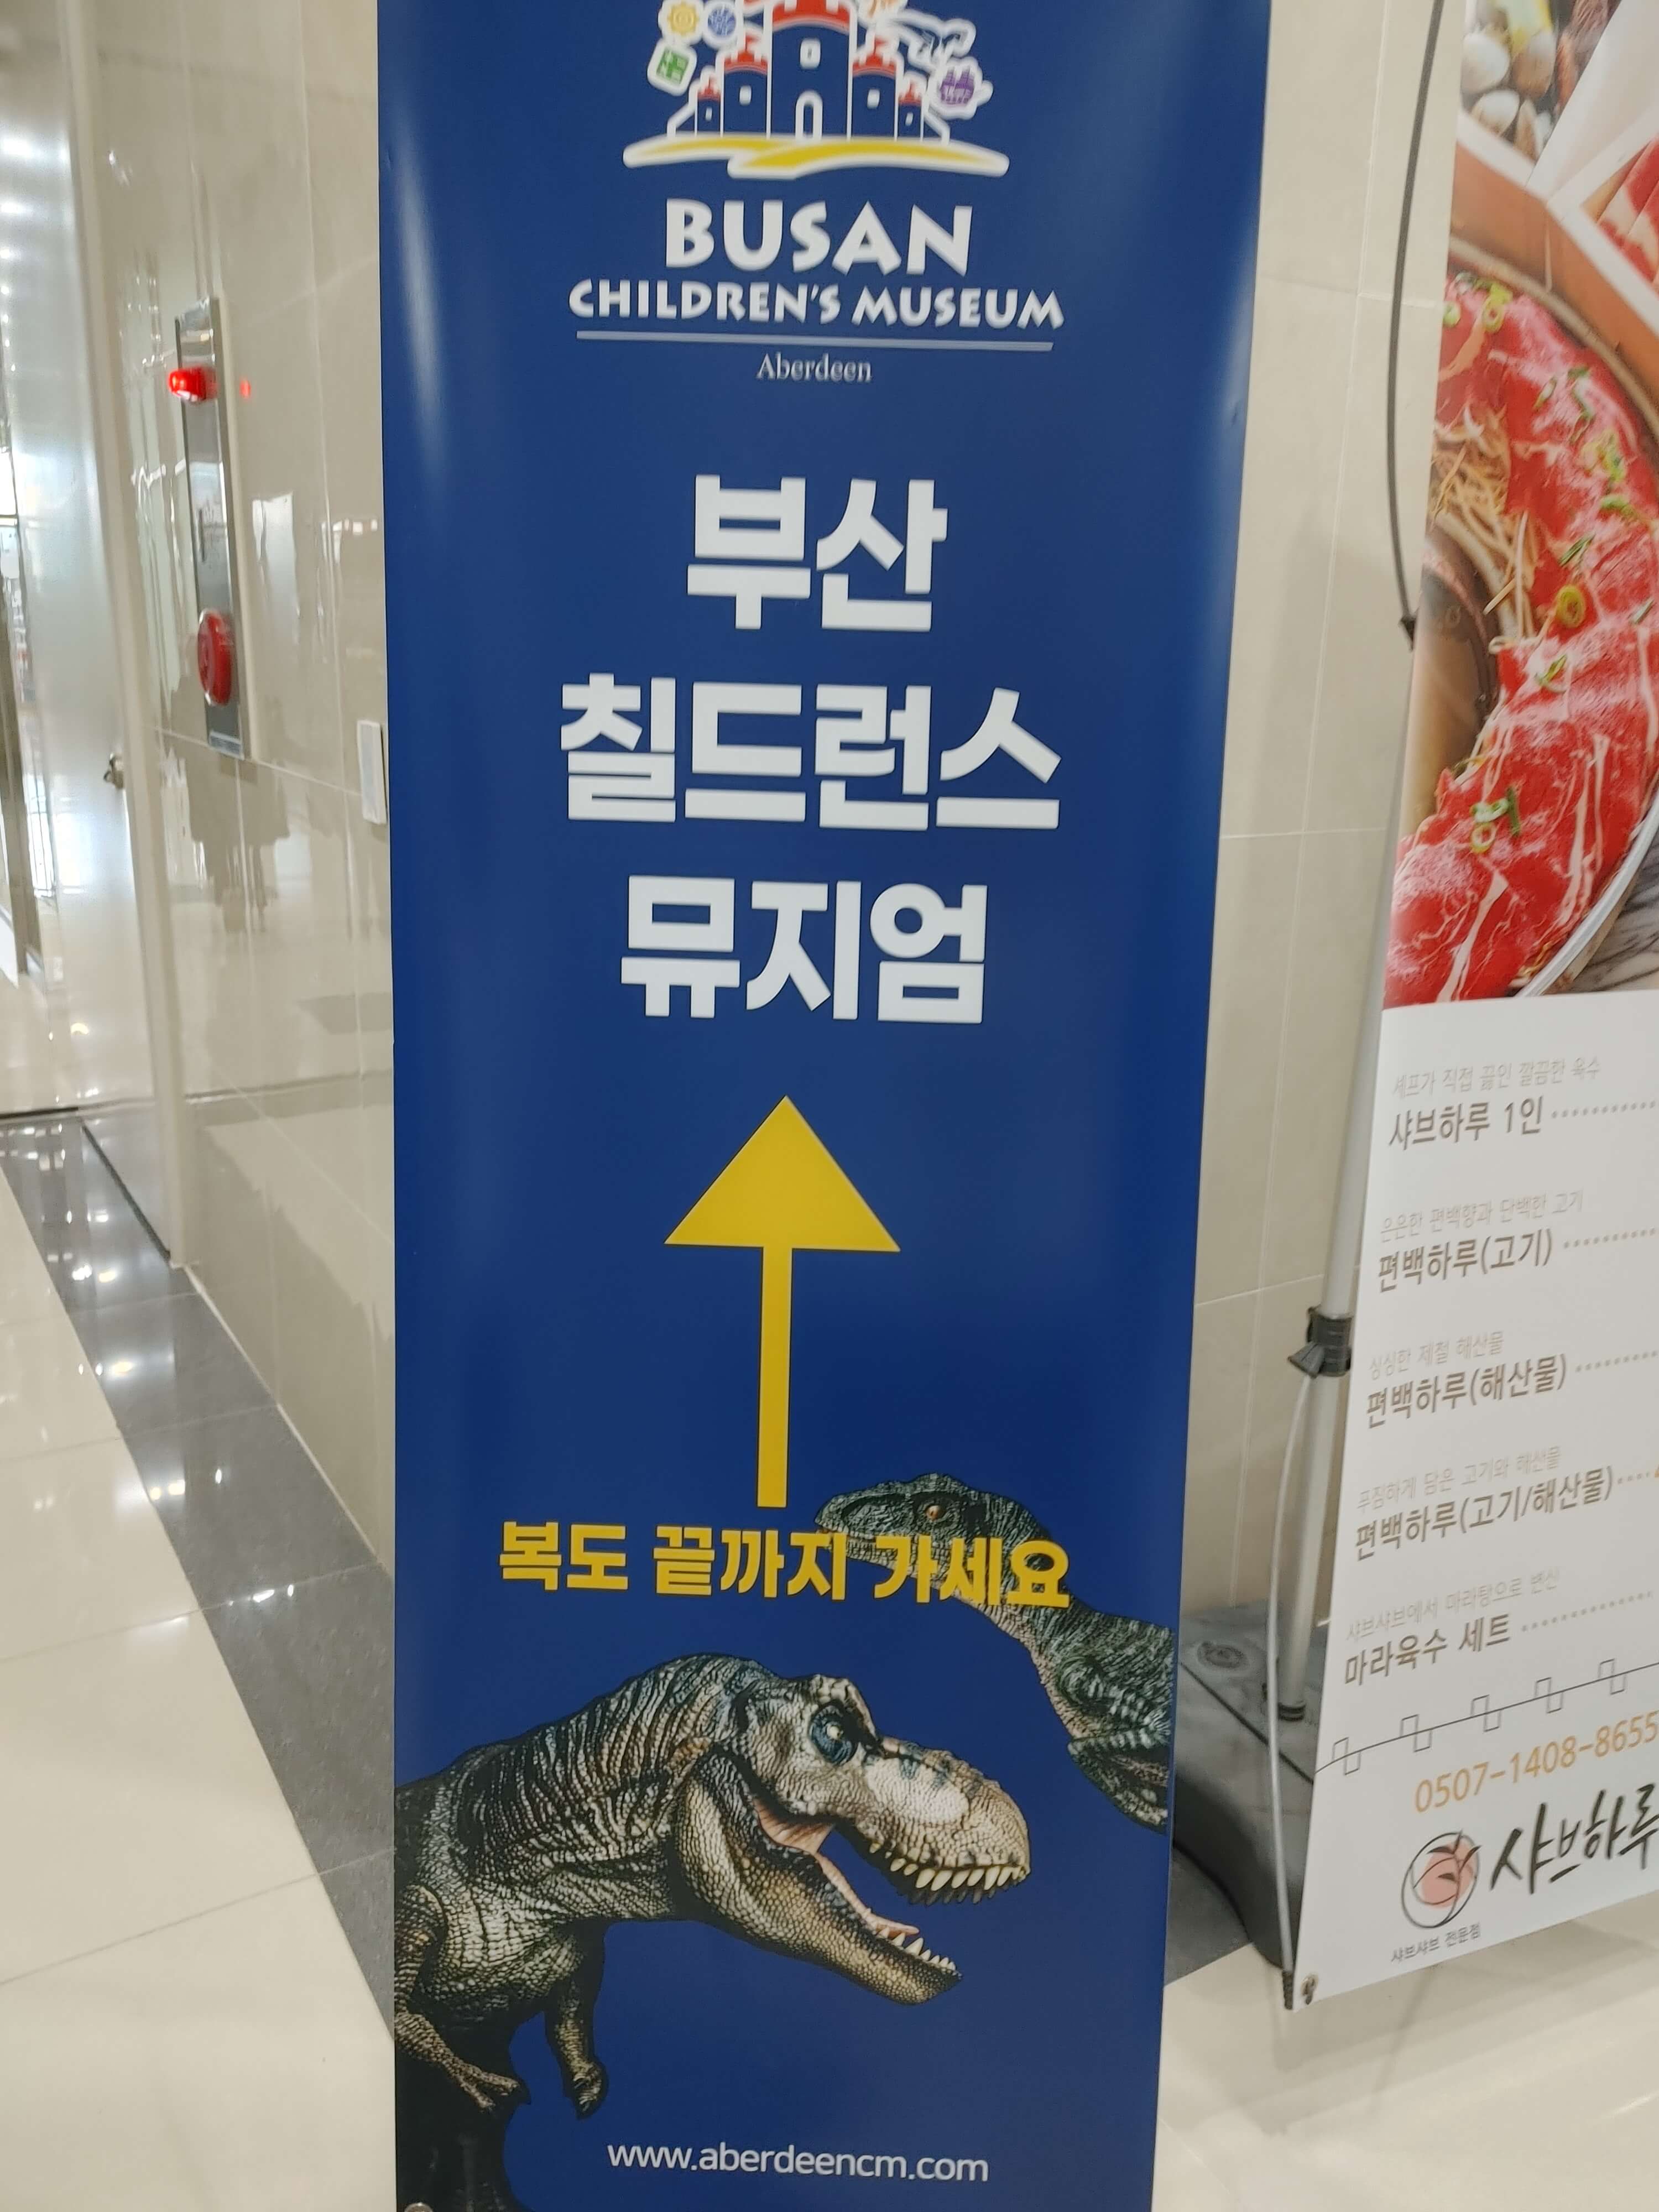 BUSAN
CHILDREN'S MUSEUM
Aberdeen
부산
칠드런스
뮤지엄
복도 끝까지 가세요
www.aberdeencm.com
셰프가 직접 끓인 깔끔한 육수
샤브하루 1인
은은한 편백향과 단백한 고기
편백하루(고기)
싱싱한 제철 해산물
편백하루(해산물)
푸짐하게 담은 고기와 해산물
편백하루(고기/해산물)
샤브샤브에서 마라탕으로 변신
마라육수 세트
0507-1408-8655
샤브하루
샤브샤브 전문점